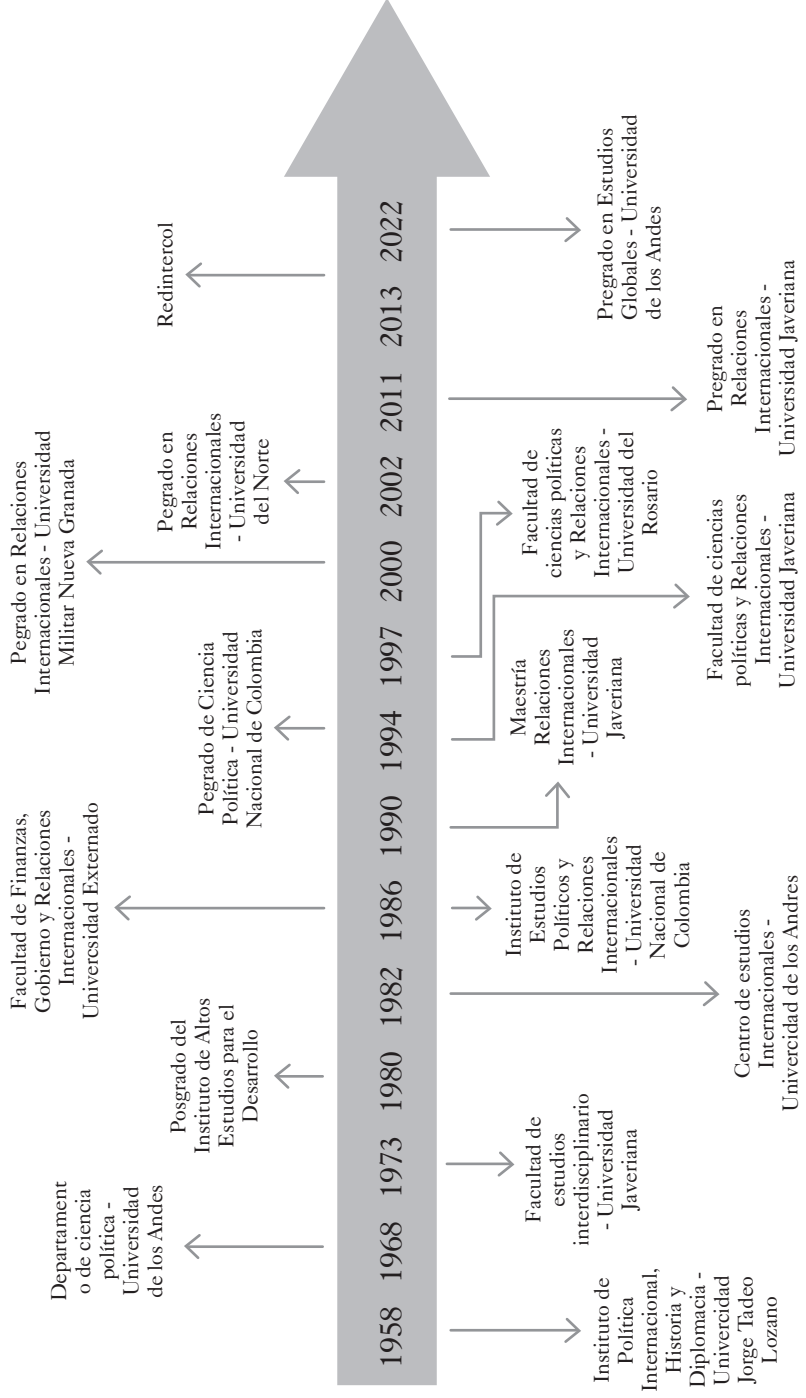 Departament
o de ciencia
política -
Universidad
de los Andes
Posgrado del
Instituto de Altos
Estudios para el
Desarrollo
Facultad de Finanzas,
Gobierno y Relaciones
Internacionales -
Univercsidad Externado
Pegrado de Ciencia
Política - Universidad
Nacional de Colombia
Pegrado en Relaciones
Internacionales - Universidad
Militar Nueva Granada
Pegrado en
Relaciones
Internacionales
- Universidad
del Norte
Redintercol
1958 1968 1973 1980 1982 1986 1990 1994 1997 2000 2002 2011 2013 2022
Instituto de
Política
Internacional,
Historia y
Diplomacia -
Univercidad
Jorge Tadeo
Lozano
Facultad de
estudios
interdisciplinario
- Universidad
Javeriana
Centro de estudios
Internacionales -
Univercidad de los Andres
Instituto de
Estudios
Políticos y
Relaciones
Internacionales
- Universidad
Nacional de
Colombia
Maestría
Relaciones
Internacionales
- Universidad
Javeriana
Facultad de ciencias
políticas y Relaciones
Internacionales -
Universidad Javeriana
Facultad de
ciencias políticas
y Relaciones
Internacionales -
Universidad del
Rosario
Pregrado en
Relaciones
Internacionales -
Universidad Javeriana
Pregrado en Estudios
Globales - Universidad
de los Andes